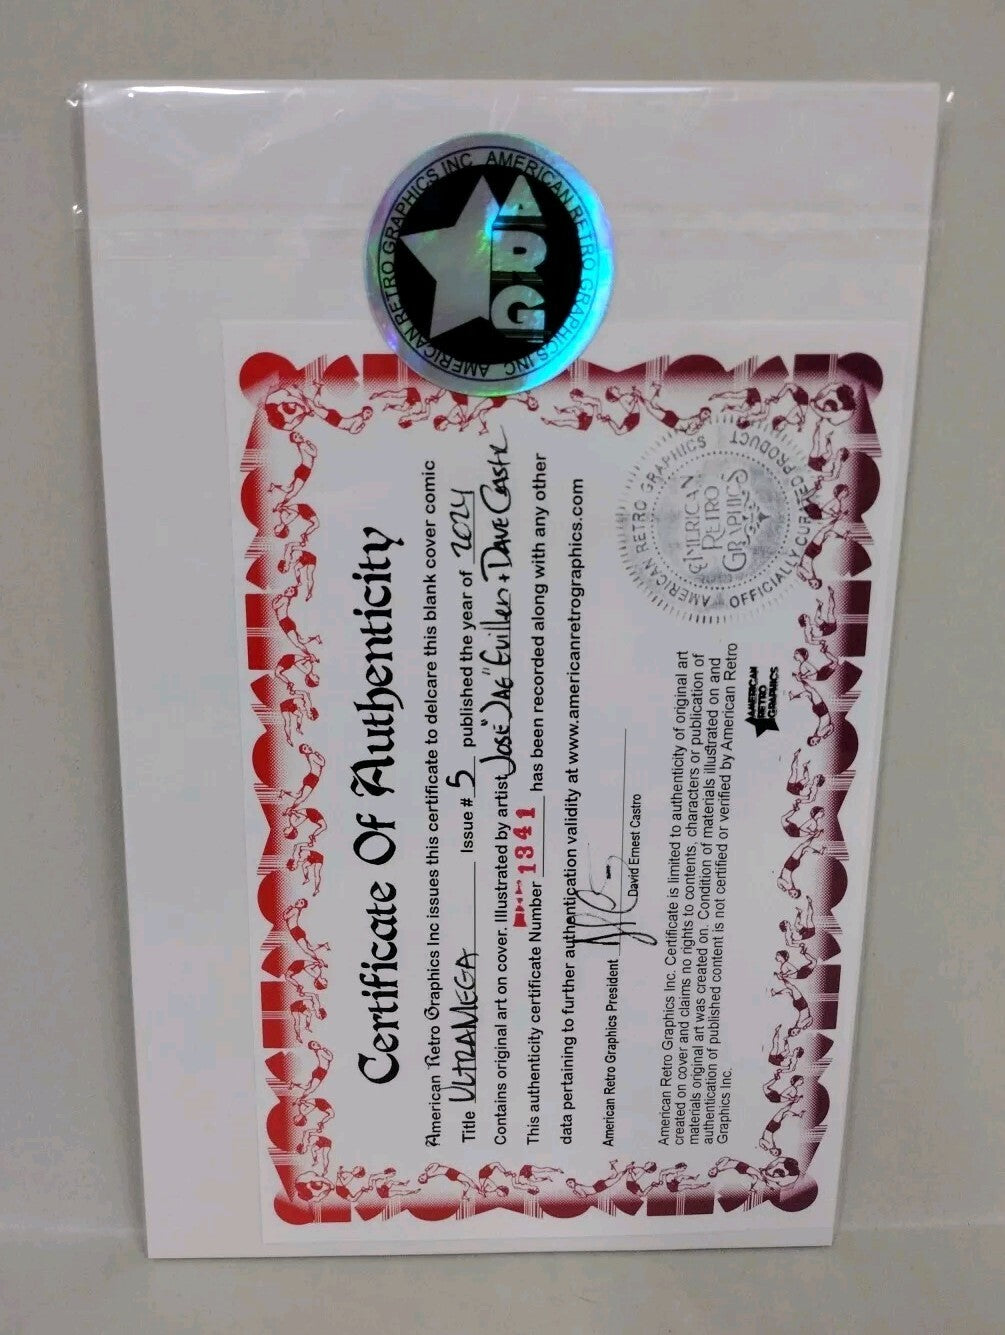 AMERICAN RETRO GRAPHICS INC. AMERICAN RETRO GRAPHICS INC.
ARG
Certificate Of Authenticity
American Retro Graphics Inc issues this certificate to delcare this blank cover comic
Title ULTRAMEGA Issue # 5 published the year of 2024
Contains original art on cover. Illustrated by artist José "JAE" Guillen + DAVE Castr
This authenticity certificate Number 1341 has been recorded along with any other
data pertaining to further authentication validity at www.americanretrographics.com
American Retro Graphics President
David Ernest Castro
American Retro Graphics Inc. Certificate is limited to authenticity of original art
created on cover and claims no rights to contents, characters or publication of
materials original art was created on. Condition of materials illustrated on and
authentication of published content is not certified or verified by American Retro
Graphics Inc.
AMERICAN
RETRO
GRAPHICS
AMERICAN RETRO GRAPHICS
OFFICIALLY CURATED PRODUCT
AMERICAN
RETRO
GRAPHICS